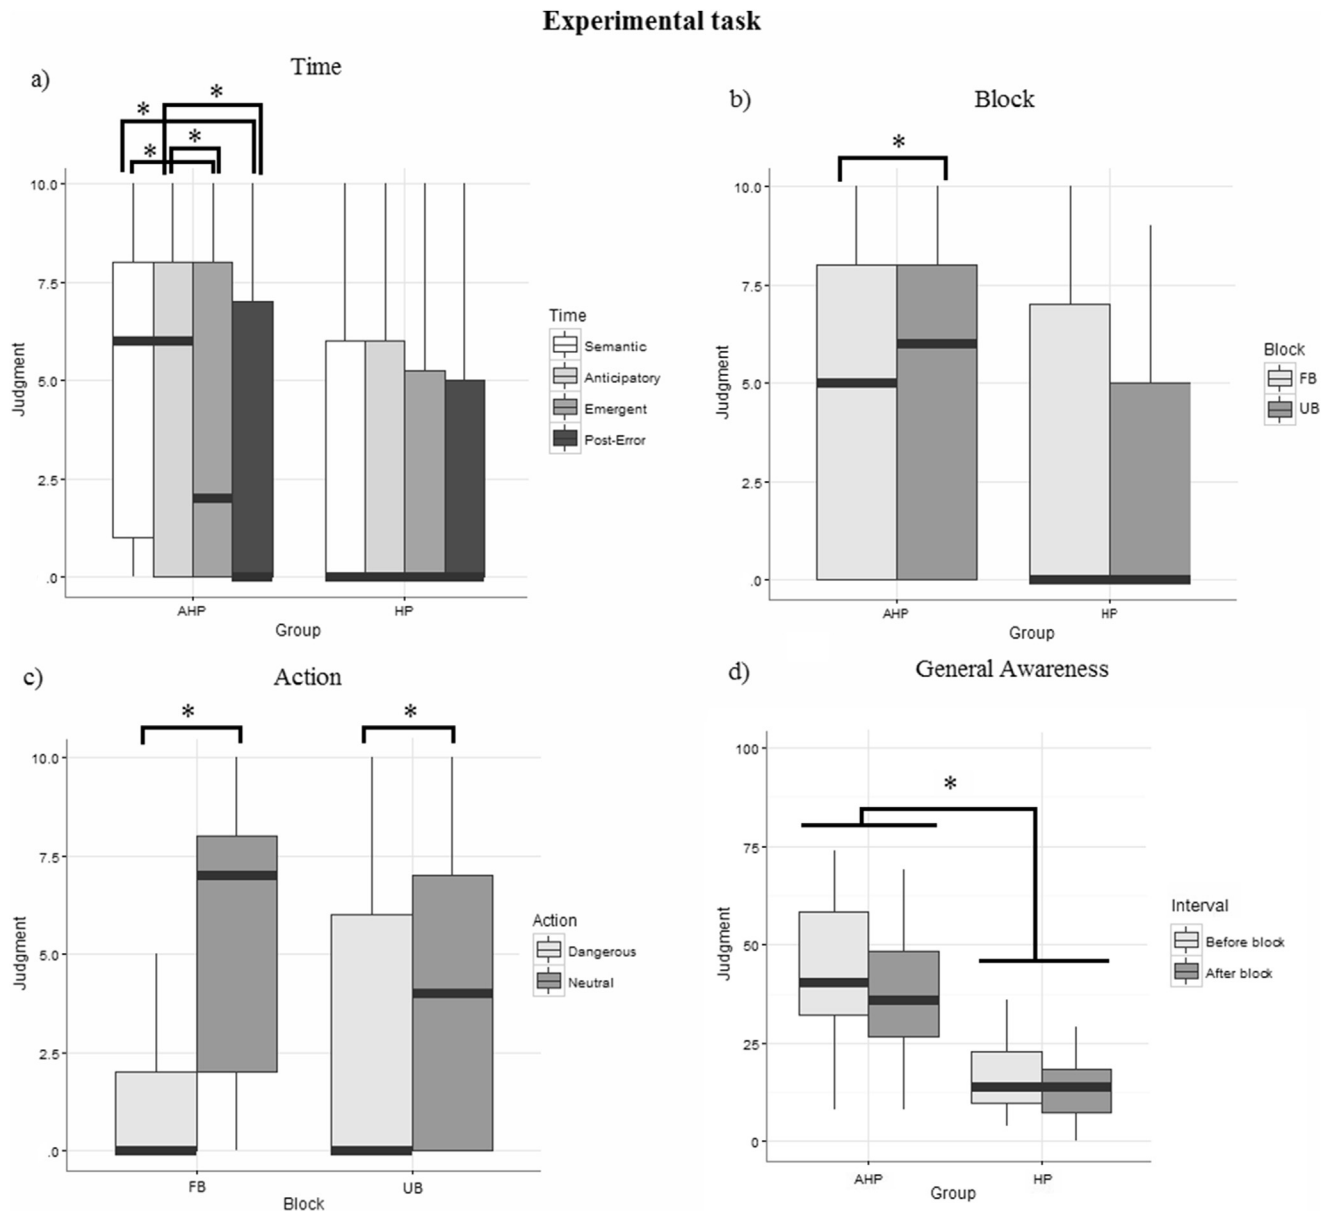 Experimental task
a)
Time
*
*
*
*
10.0
7.5
5.0
2.5
.0
Judgment
AHP
HP
Group
Time
Semantic
Anticipatory
Emergent
Post-Error
b)
Block
*
10.0
7.5
5.0
2.5
.0
Judgment
AHP
HP
Group
Block
FB
UB
c)
Action
*
*
10.0
7.5
5.0
2.5
.0
Judgment
FB
UB
Block
Action
Dangerous
Neutral
d)
General Awareness
*
100
75
50
25
0
Judgment
AHP
HP
Group
Interval
Before block
After block